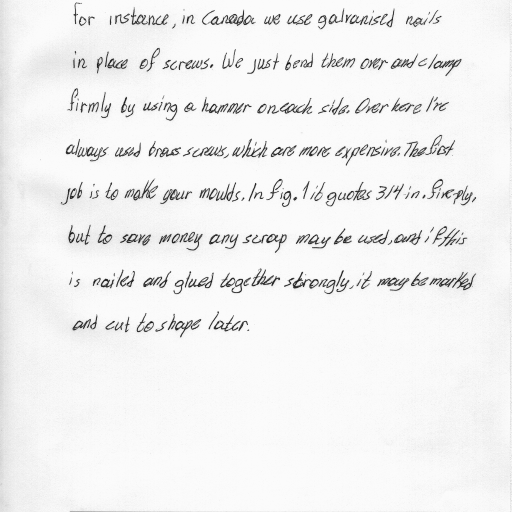 For instance, in Canada we use galvanised nails
in place of screws. We just bend them over and clamp
firmly by using a hammer on each side. Over here I've
always used brass screws, which are more expensive. The first
job is to make your moulds. In Fig. 1 it quotes 3/4 in. five-ply,
but to save money any scrap may be used, and if this
is nailed and glued together strongly, it may be marked
and cut to shape later.